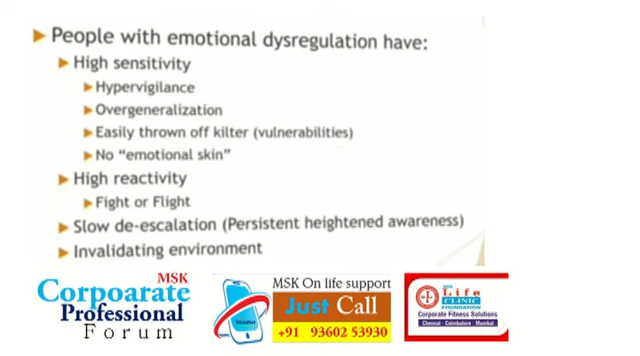 People with emotional dysregulation have:
High sensitivity
Hypervigilance
Overgeneralization
Easily thrown off kilter (vulnerabilities)
No “emotional skin”
High reactivity
Fight or Flight
Slow de-escalation (Persistent heightened awareness)
Invalidating environment
MSK
Corpoarate
Professional
Forum
MSK On life support
Just Call
+91 93602 53930
Life
CLINIC
FOUNDATION
Corporate Fitness Solutions
Chennai - Coimbatore - Mumbai